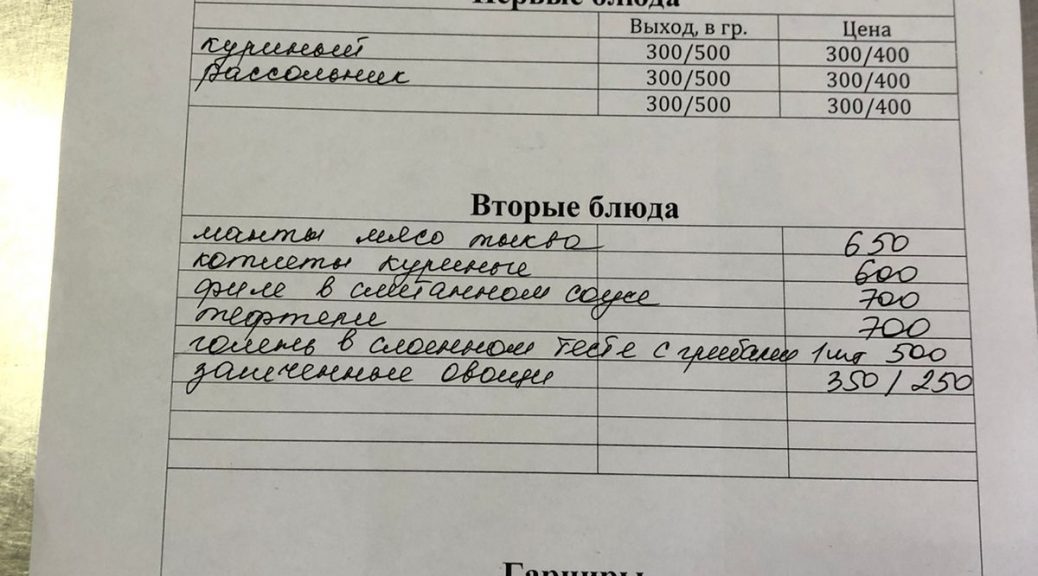 Первые блюда
Выход, в гр. Цена
куриный 300/500 300/400
рассольник 300/500 300/400
300/500 300/400
Вторые блюда
манты мясо тыква 650
котлеты куриные 600
филе в сметанном соусе 700
тефтели 700
голень в слоенном тесте с грибами 1шт 500
запеченные овощи 350/250
Гарниры